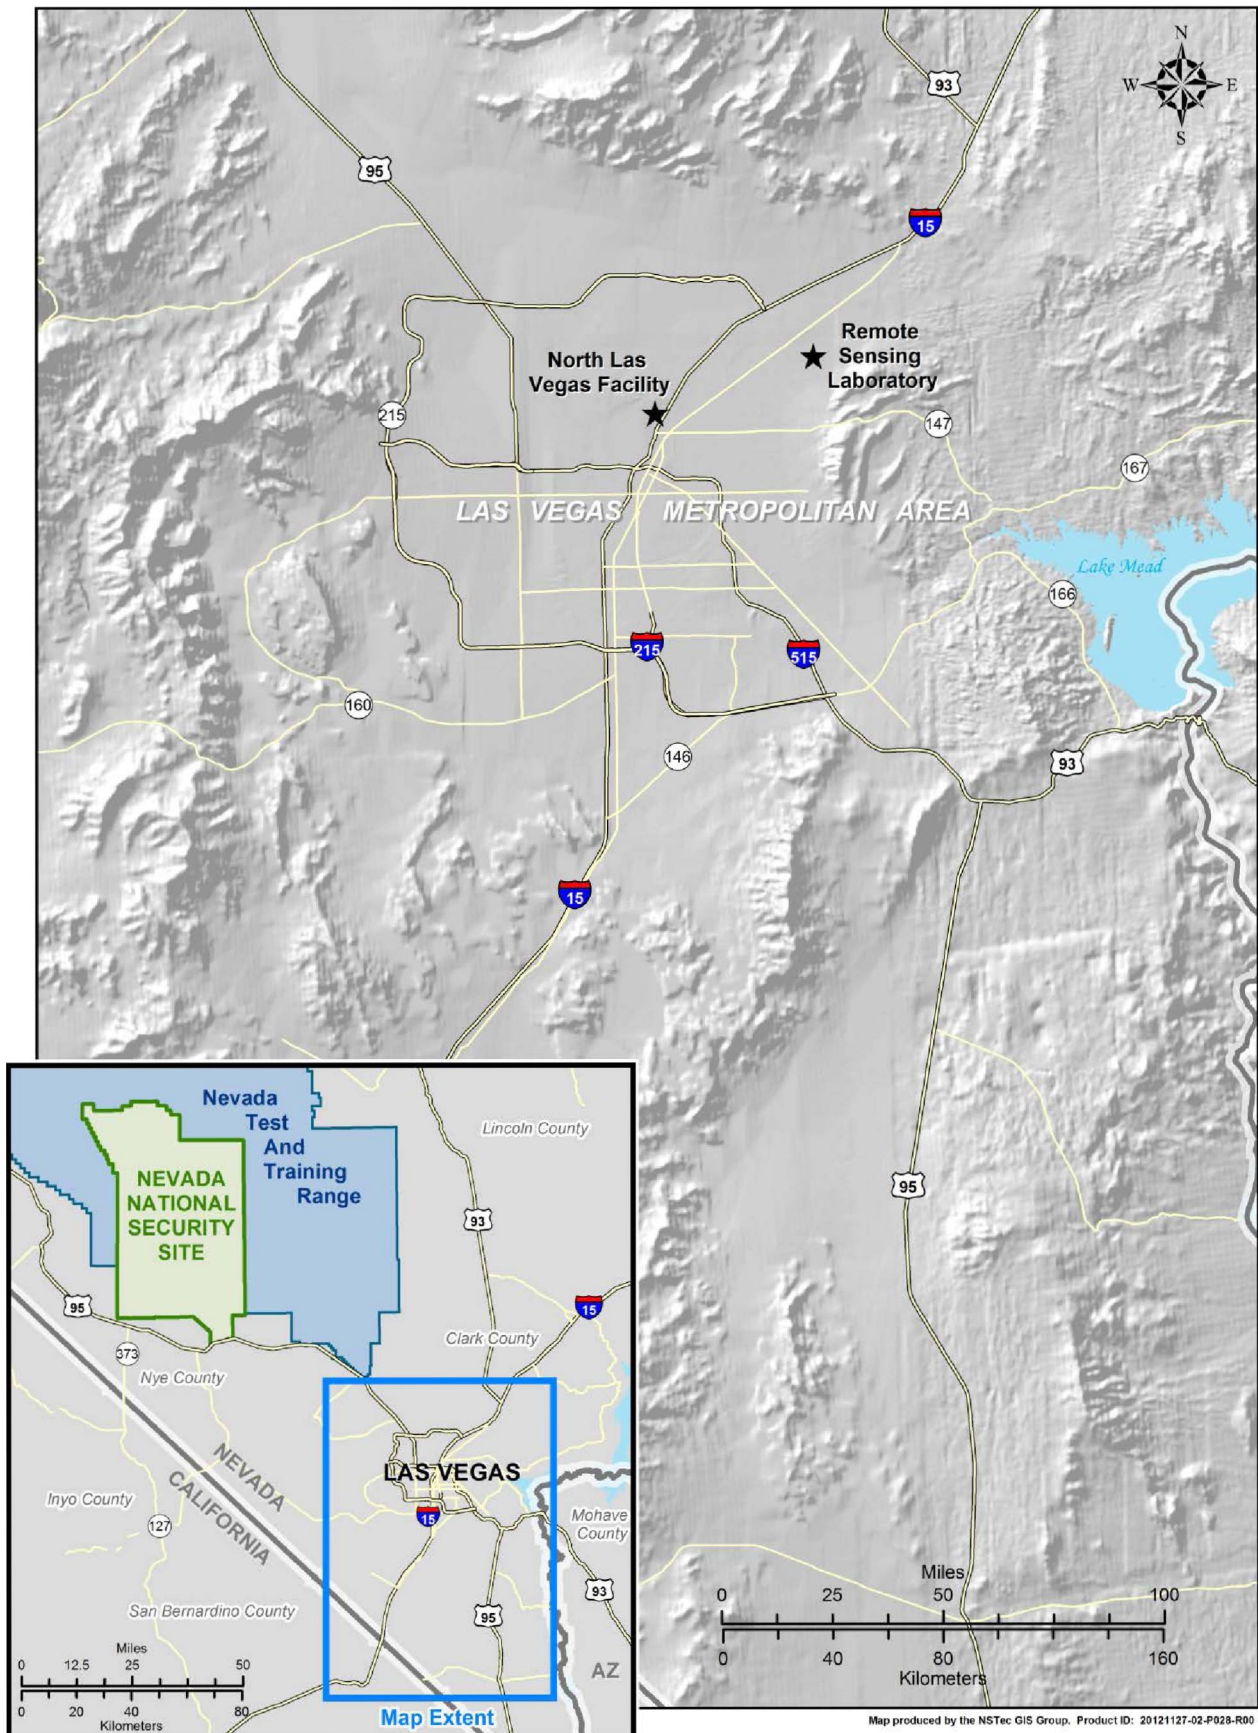 N
W E
S
93
95
15
Remote
Sensing
Laboratory
North Las
Vegas Facility
215
147
167
LAS VEGAS METROPOLITAN AREA
Lake Mead
166
215
515
160
146
93
15
95
Miles
0 25 50 100
0 40 80 160
Kilometers
Nevada
Test
And
Training
Range
Lincoln County
NEVADA
NATIONAL
SECURITY
SITE
93
95
15
Clark County
373
Nye County
LAS VEGAS
NEVADA
CALIFORNIA
Inyo County
127
15
Mohave
County
93
95
San Bernardino County
AZ
Miles
0 12.5 25 50
0 20 40 80
Kilometers
Map Extent
Map produced by the NSTec GIS Group. Product ID: 20121127-02-P028-R00